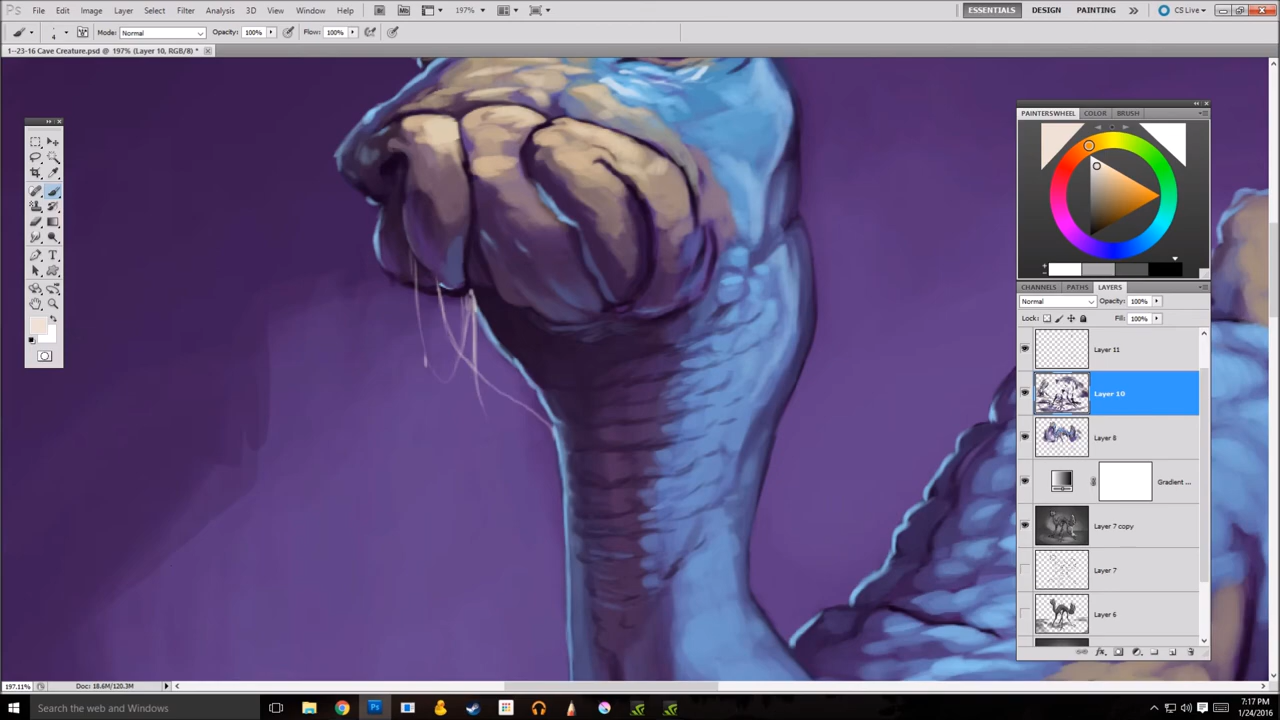 PS File Edit Image Layer Select Filter Analysis 3D View Window Help 197% ESSENTIALS DESIGN PAINTING CS Live
4 Mode: Normal Opacity: 100% Flow: 100%
1--23-16 Cave Creature.psd @ 197% (Layer 10, RGB/8) *
PAINTERSWHEEL COLOR BRUSH
CHANNELS PATHS LAYERS
Normal Opacity: 100%
Lock: Fill: 100%
Layer 11
Layer 10
Layer 8
Gradient ...
Layer 7 copy
Layer 7
Layer 6
197.11% Doc: 18.6M/120.3M
Search the web and Windows
7:17 PM
1/24/2016